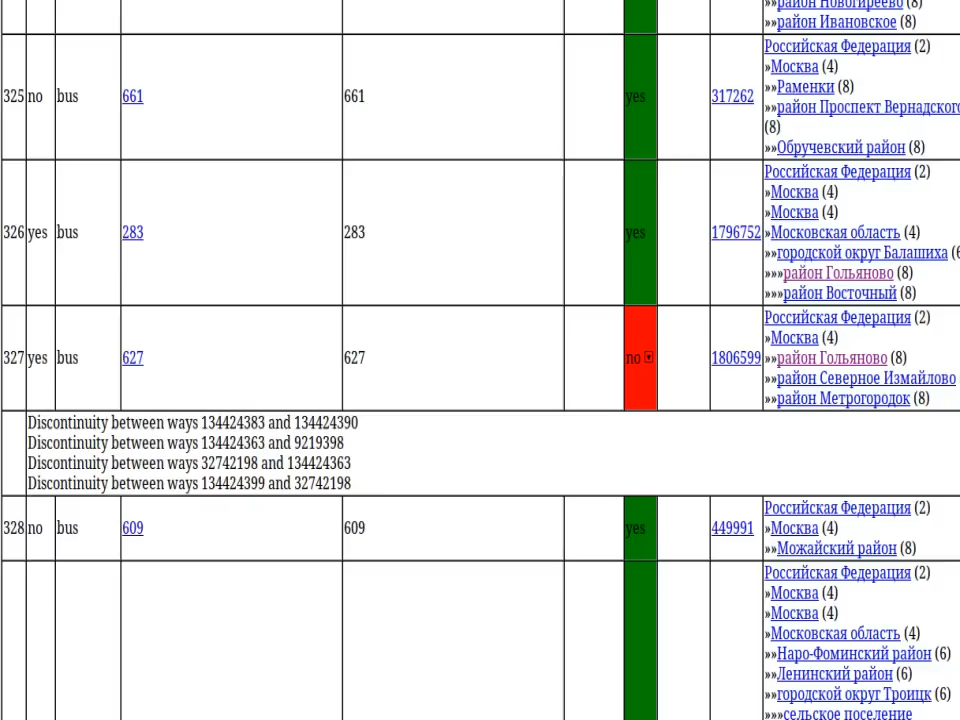 »»район Новогиреево (8)
»»район Ивановское (8)
325 no bus 661 661 yes 317262
Российская Федерация (2)
»Москва (4)
»»Раменки (8)
»»район Проспект Вернадского
(8)
»»Обручевский район (8)
326 yes bus 283 283 yes 1796752
Российская Федерация (2)
»Москва (4)
»Москва (4)
»Московская область (4)
»»городской округ Балашиха (6
»»»район Гольяново (8)
»»»район Восточный (8)
327 yes bus 627 627 no 1806599
Российская Федерация (2)
»Москва (4)
»»район Гольяново (8)
»»район Северное Измайлово
»»район Метрогородок (8)
Discontinuity between ways 134424383 and 134424390
Discontinuity between ways 134424363 and 9219398
Discontinuity between ways 32742198 and 134424363
Discontinuity between ways 134424399 and 32742198
328 no bus 609 609 yes 449991
Российская Федерация (2)
»Москва (4)
»»Можайский район (8)
Российская Федерация (2)
»Москва (4)
»Москва (4)
»Московская область (4)
»»Наро-Фоминский район (6)
»»Ленинский район (6)
»»городской округ Троицк (6)
»»»сельское поселение